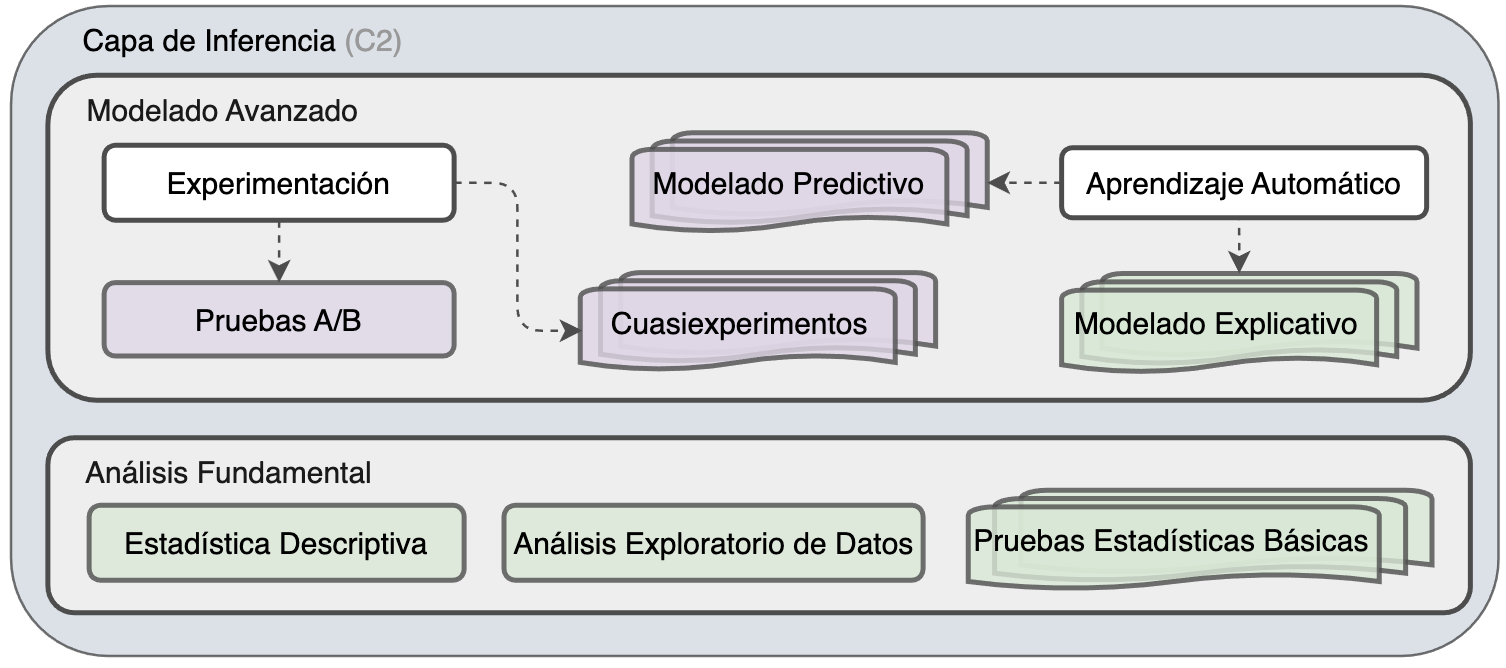 Capa de Inferencia (C2)
Modelado Avanzado
Experimentación
Modelado Predictivo
Aprendizaje Automático
Pruebas A/B
Cuasiexperimentos
Modelado Explicativo
Análisis Fundamental
Estadística Descriptiva
Análisis Exploratorio de Datos
Pruebas Estadísticas Básicas